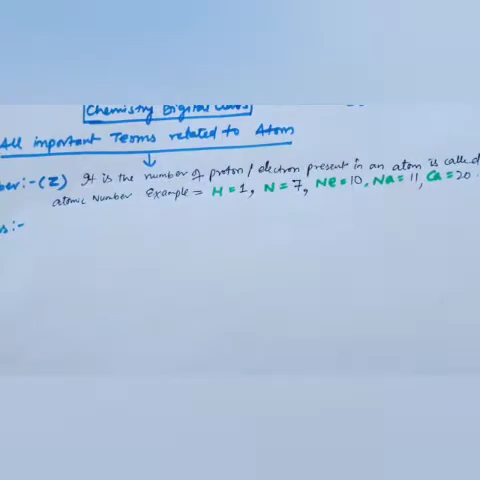 Chemistry Digital Class
All important Terms related to Atom
ber:-(Z) It is the number of proton/electron present in an atom is called
atomic Number Example = H=1, N=7, Ne=10, Na=11, Ca=20.
s:-